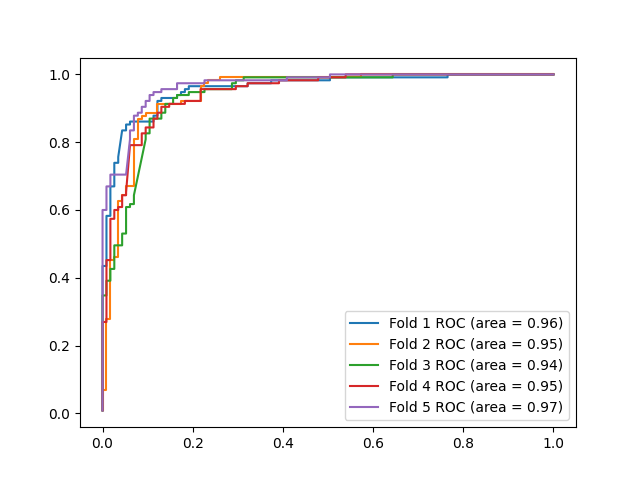 1.0
0.8
0.6
0.4
0.2
0.0
0.0 0.2 0.4 0.6 0.8 1.0
Fold 1 ROC (area = 0.96)
Fold 2 ROC (area = 0.95)
Fold 3 ROC (area = 0.94)
Fold 4 ROC (area = 0.95)
Fold 5 ROC (area = 0.97)